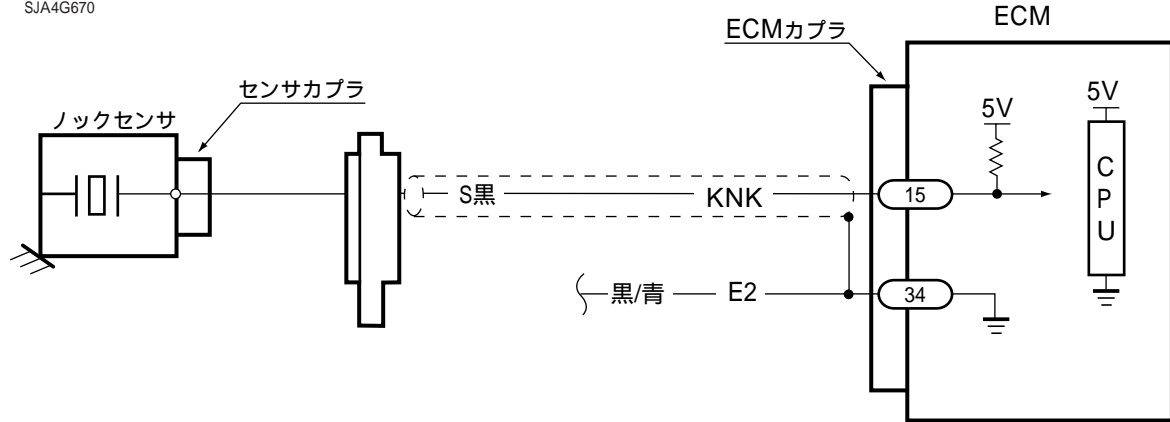 SJA4G670
ECM
ECMカプラ
センサカプラ
ノックセンサ
5V
5V
CPU
S黒
KNK
15
黒/青
E2
34